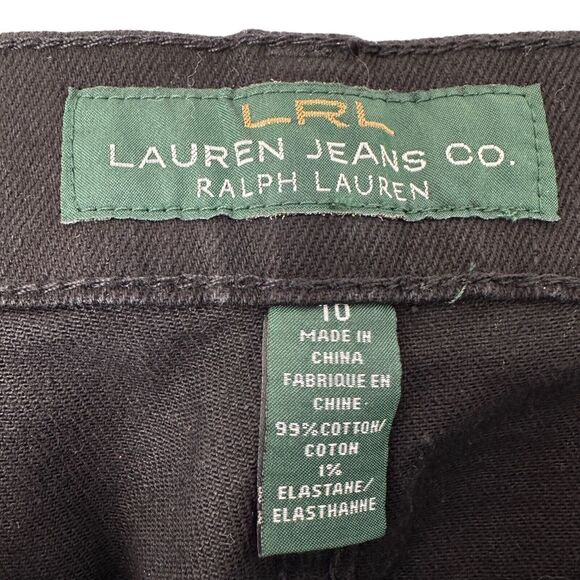 LRL
LAUREN JEANS CO.
RALPH LAUREN
10
MADE IN
CHINA
FABRIQUE EN
CHINE
99%COTTON/
COTON
1%
ELASTANE/
ELASTHANNE